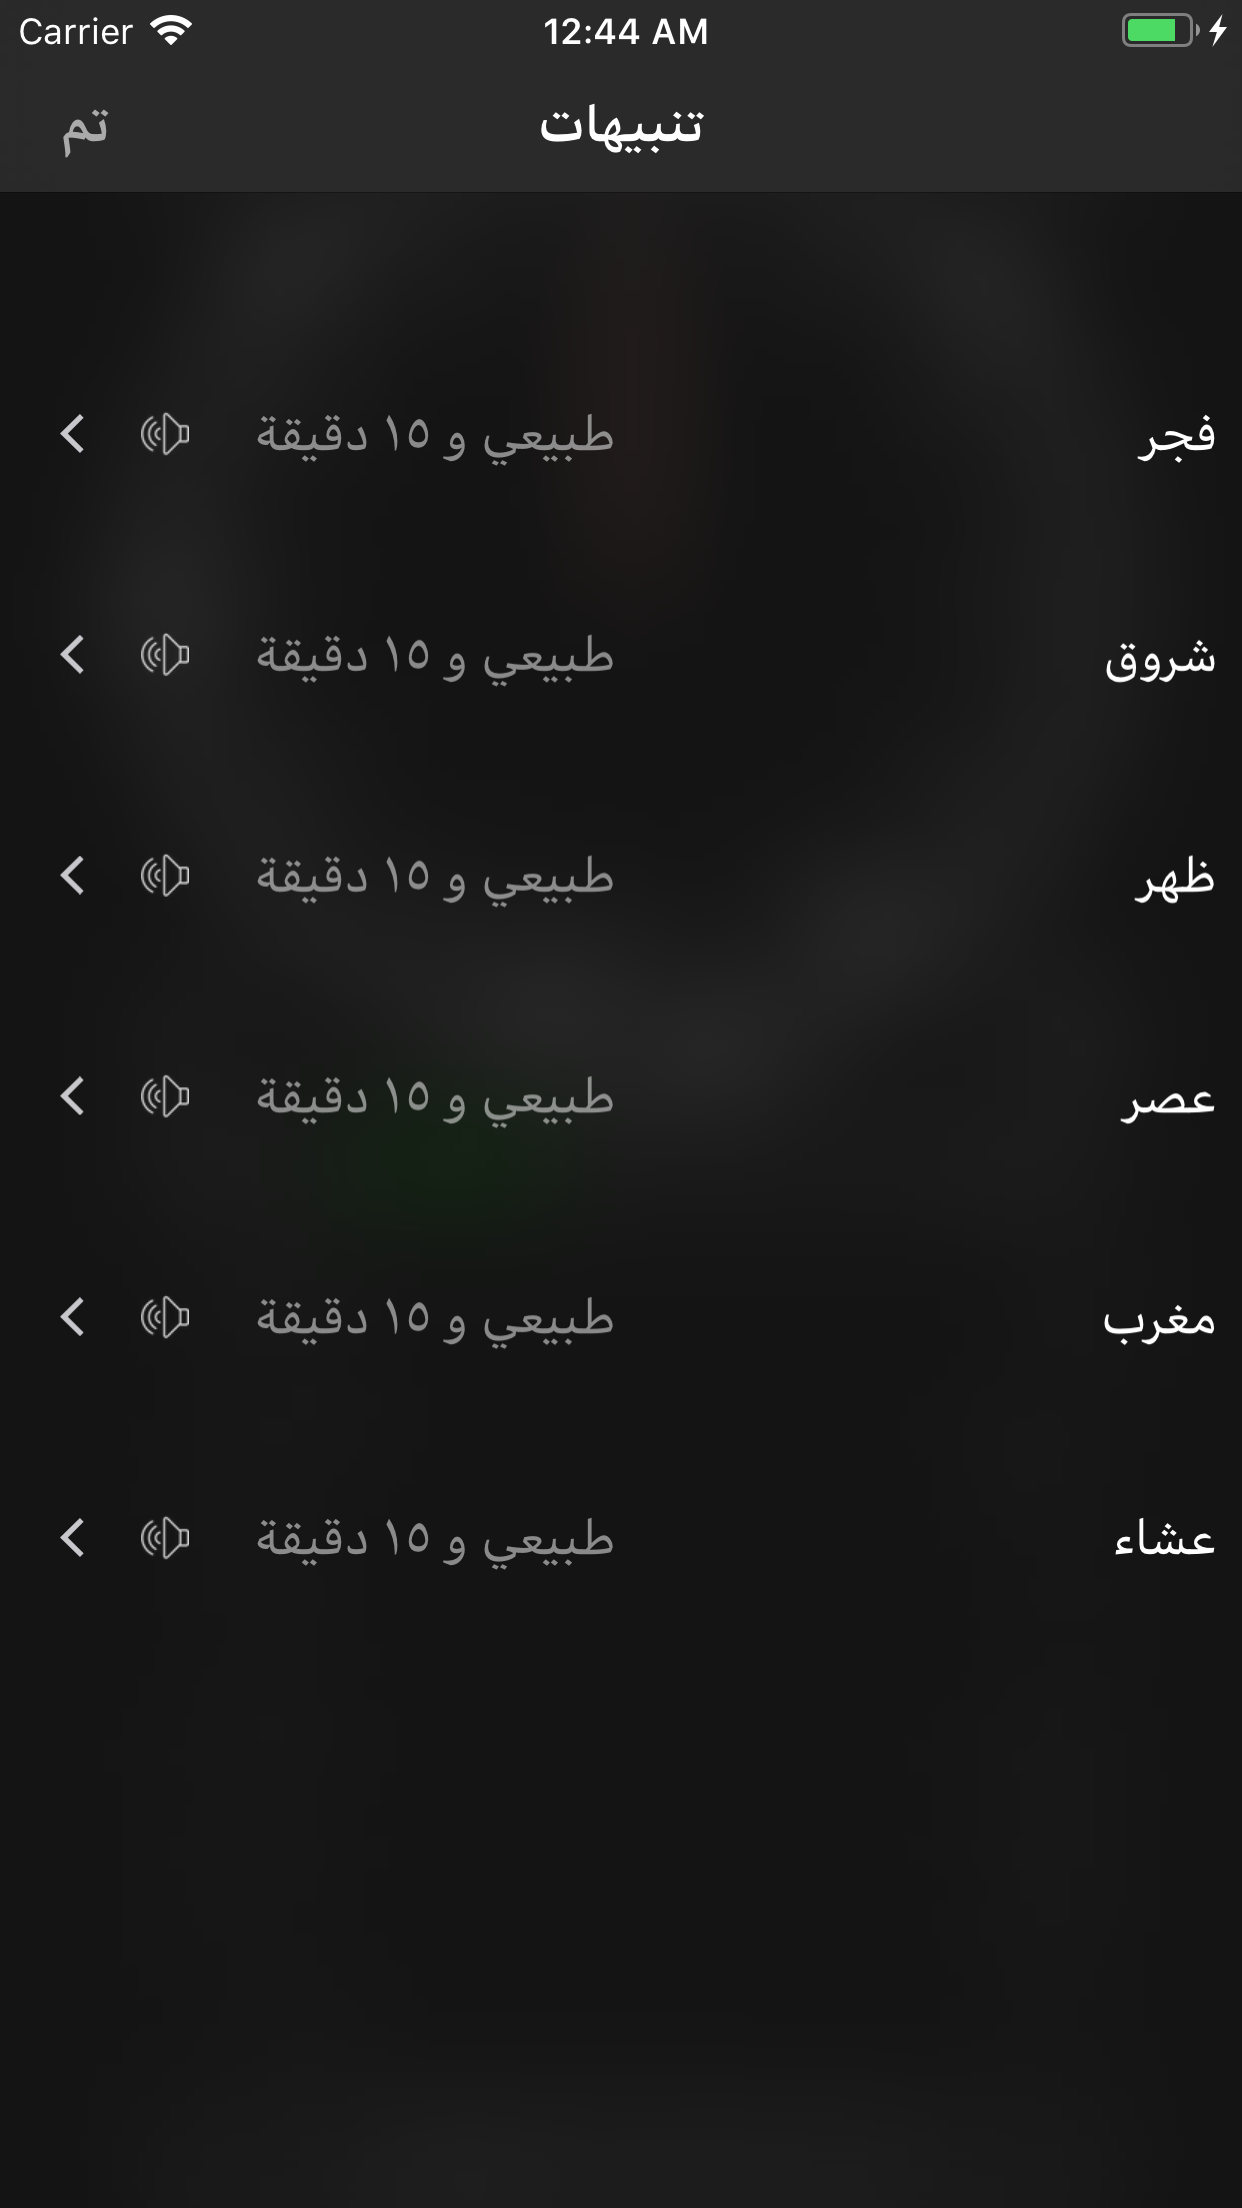 Carrier 12:44 AM
تنبيهات
تم
فجر طبيعي و ١٥ دقيقة
شروق طبيعي و ١٥ دقيقة
ظهر طبيعي و ١٥ دقيقة
عصر طبيعي و ١٥ دقيقة
مغرب طبيعي و ١٥ دقيقة
عشاء طبيعي و ١٥ دقيقة